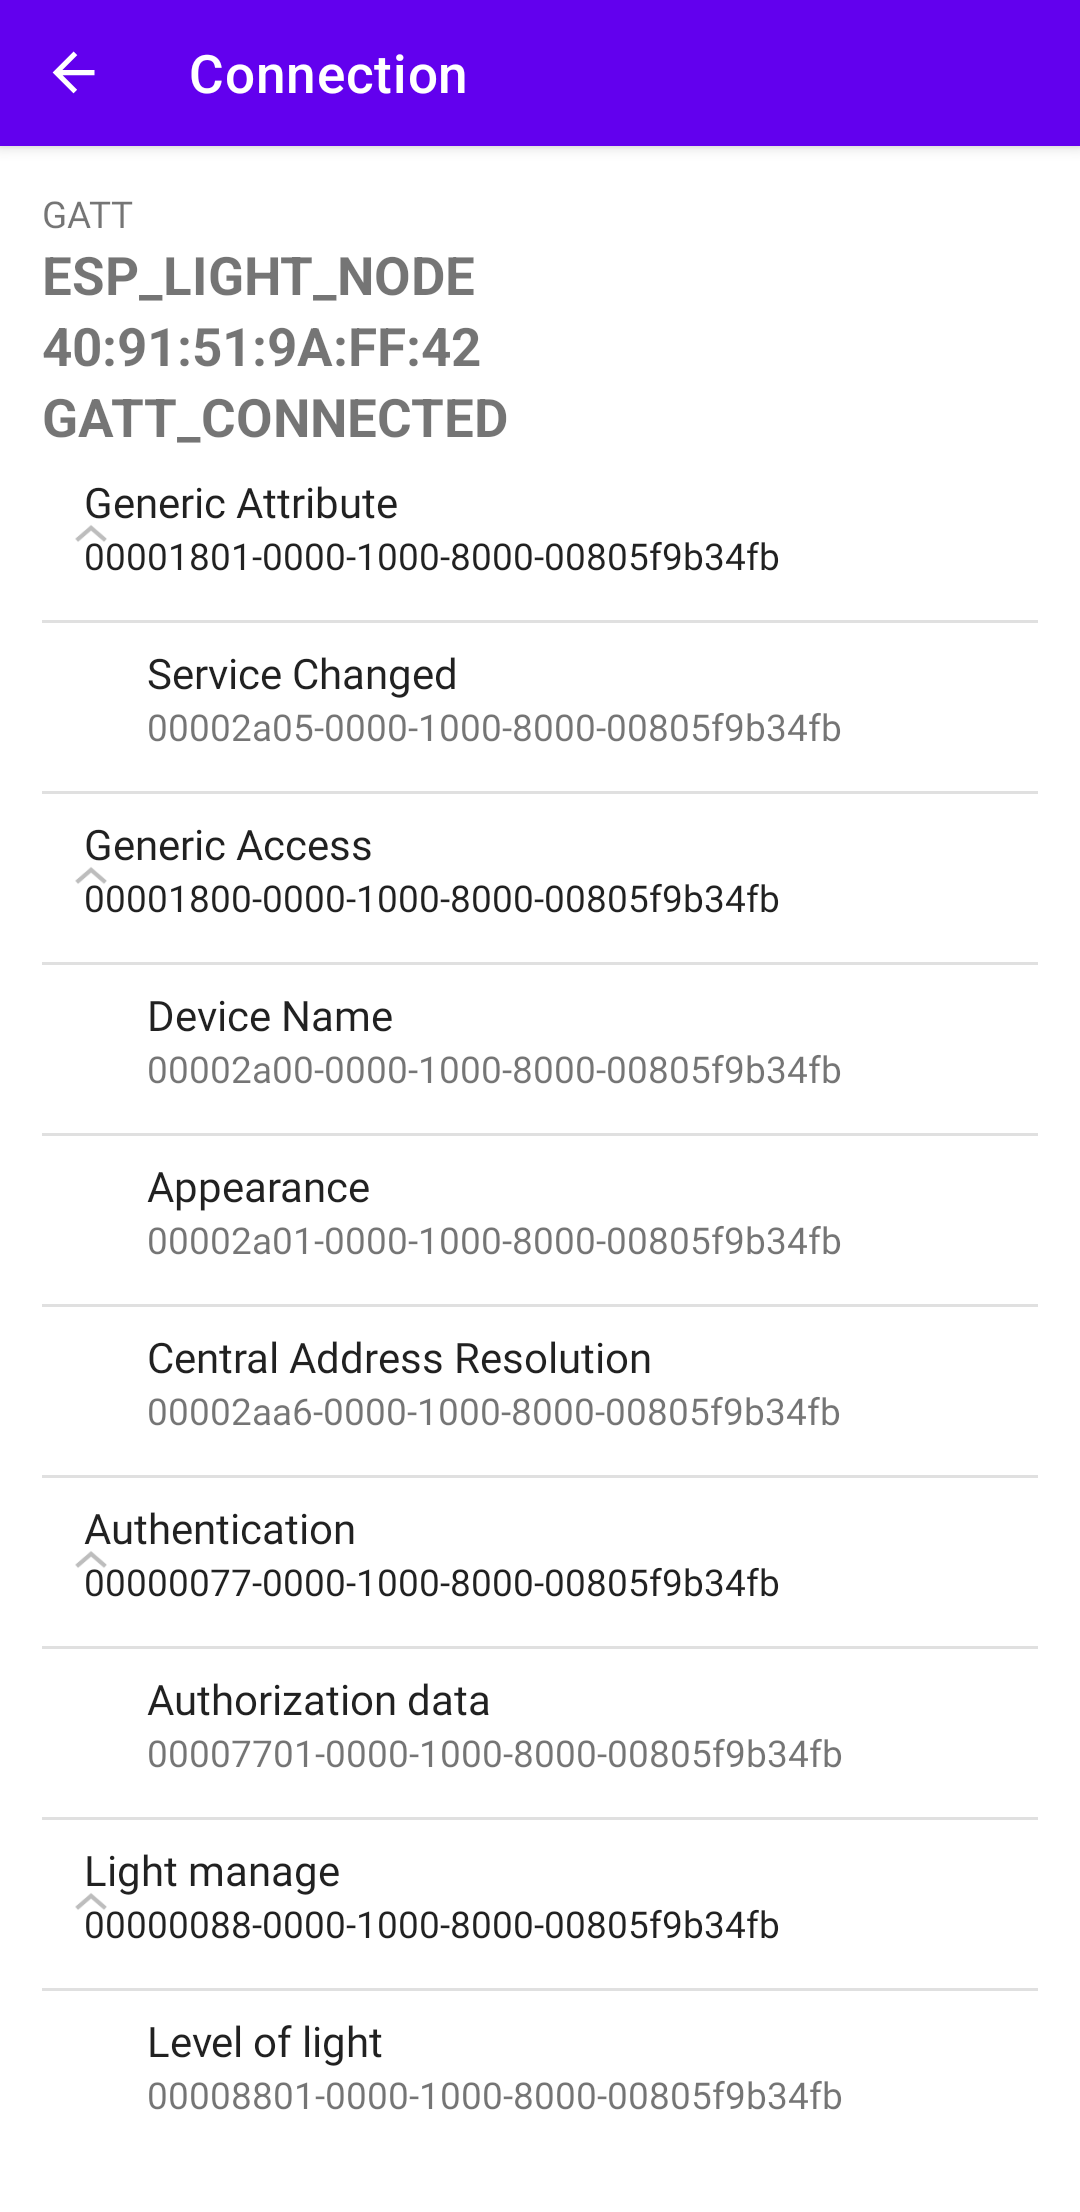 Connection
GATT
ESP_LIGHT_NODE
40:91:51:9A:FF:42
GATT_CONNECTED
Generic Attribute
00001801-0000-1000-8000-00805f9b34fb
Service Changed
00002a05-0000-1000-8000-00805f9b34fb
Generic Access
00001800-0000-1000-8000-00805f9b34fb
Device Name
00002a00-0000-1000-8000-00805f9b34fb
Appearance
00002a01-0000-1000-8000-00805f9b34fb
Central Address Resolution
00002aa6-0000-1000-8000-00805f9b34fb
Authentication
00000077-0000-1000-8000-00805f9b34fb
Authorization data
00007701-0000-1000-8000-00805f9b34fb
Light manage
00000088-0000-1000-8000-00805f9b34fb
Level of light
00008801-0000-1000-8000-00805f9b34fb